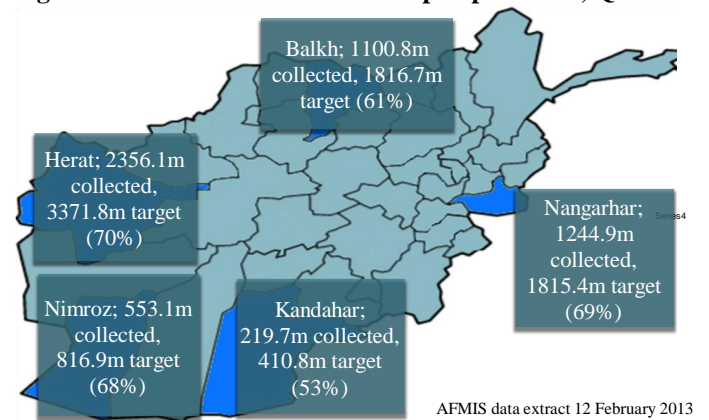 Balkh; 1100.8m
collected, 1816.7m
target (61%)
Herat; 2356.1m
collected,
3371.8m target
(70%)
Nangarhar;
1244.9m
collected,
1815.4m target
(69%)
Series4
Nimroz; 553.1m
collected,
816.9m target
(68%)
Kandahar;
219.7m collected,
410.8m target
(53%)
AFMIS data extract 12 February 2013